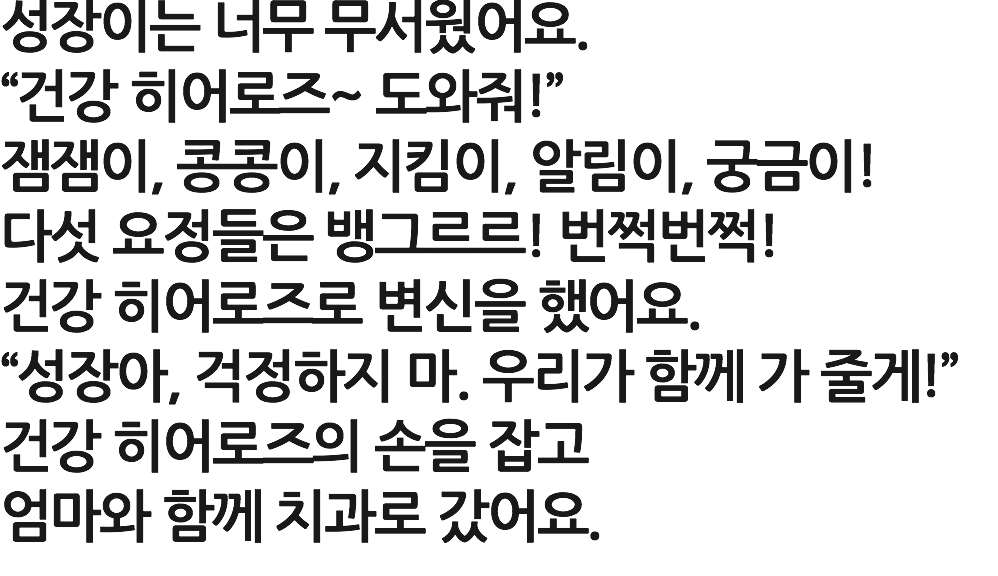 성장이는 너무 무서웠어요.
“건강 히어로즈~ 도와줘!”
잼잼이, 콩콩이, 지킴이, 알림이, 궁금이!
다섯 요정들은 뱅그르르! 번쩍번쩍!
건강 히어로즈로 변신을 했어요.
“성장아, 걱정하지 마. 우리가 함께 가 줄게!”
건강 히어로즈의 손을 잡고
엄마와 함께 치과로 갔어요.